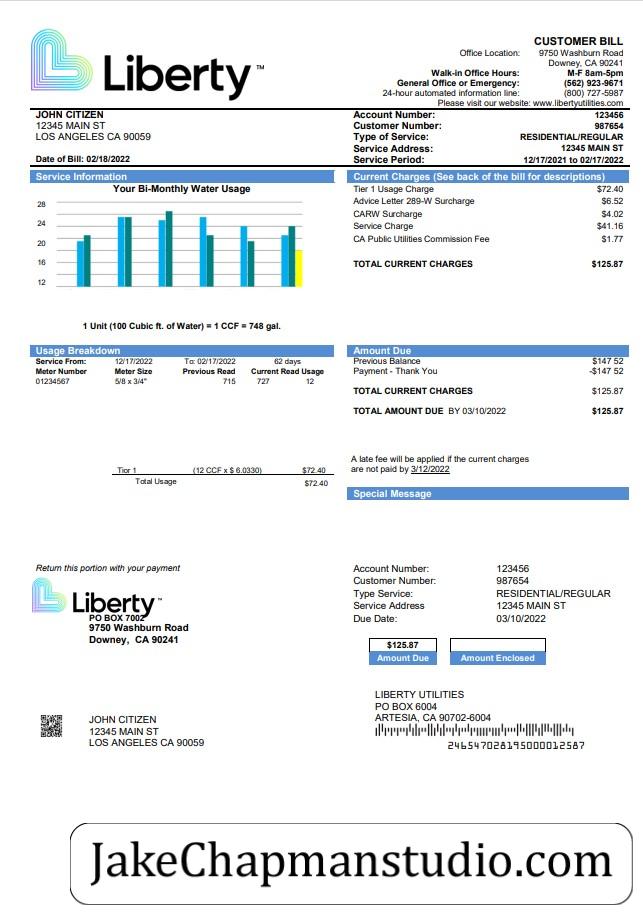 Liberty™
CUSTOMER BILL
Office Location: 9750 Washburn Road
Downey, CA 90241
Walk-in Office Hours: M-F 8am-5pm
General Office or Emergency: (562) 923-9671
24-hour automated information line: (800) 727-5987
Please visit our website: www.libertyutilities.com
JOHN CITIZEN
12345 MAIN ST
LOS ANGELES CA 90059
Date of Bill: 02/18/2022
Account Number: 123456
Customer Number: 987654
Type of Service: RESIDENTIAL/REGULAR
Service Address: 12345 MAIN ST
Service Period: 12/17/2021 to 02/17/2022
Service Information
Your Bi-Monthly Water Usage
28
24
20
16
12
1 Unit (100 Cubic ft. of Water) = 1 CCF = 748 gal.
Current Charges (See back of the bill for descriptions)
Tier 1 Usage Charge $72.40
Advice Letter 289-W Surcharge $6.52
CARW Surcharge $4.02
Service Charge $41.16
CA Public Utilities Commission Fee $1.77
TOTAL CURRENT CHARGES $125.87
Usage Breakdown
Service From: 12/17/2022 To: 02/17/2022 62 days
Meter Number Meter Size Previous Read Current Read Usage
01234567 5/8 x 3/4" 715 727 12
Tier 1 (12 CCF x $ 6.0330) $72.40
Total Usage $72.40
Amount Due
Previous Balance $147 52
Payment - Thank You -$147 52
TOTAL CURRENT CHARGES $125.87
TOTAL AMOUNT DUE BY 03/10/2022 $125.87
A late fee will be applied if the current charges
are not paid by 3/12/2022
Special Message
Return this portion with your payment
Liberty™
PO BOX 7002
9750 Washburn Road
Downey, CA 90241
Account Number: 123456
Customer Number: 987654
Type Service: RESIDENTIAL/REGULAR
Service Address 12345 MAIN ST
Due Date: 03/10/2022
$125.87
Amount Due Amount Enclosed
JOHN CITIZEN
12345 MAIN ST
LOS ANGELES CA 90059
LIBERTY UTILITIES
PO BOX 6004
ARTESIA, CA 90702-6004
246547028195000012587
JakeChapmanstudio.com